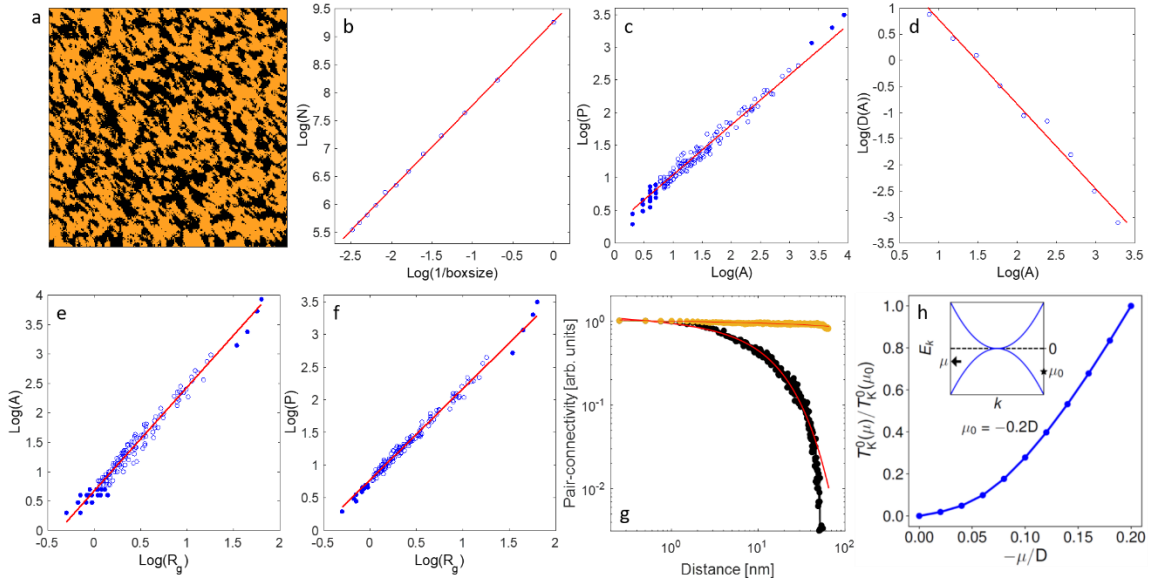 a
b
Log(N)
9.5
9
8.5
8
7.5
7
6.5
6
5.5
-2.5 -2 -1.5 -1 -0.5 0
Log(1/boxsize)
c
Log(P)
3.5
3
2.5
2
1.5
1
0.5
0
0 0.5 1 1.5 2 2.5 3 3.5 4
Log(A)
d
Log(D(A))
1
0.5
0
-0.5
-1
-1.5
-2
-2.5
-3
-3.5
0.5 1 1.5 2 2.5 3 3.5
Log(A)
e
Log(A)
4
3.5
3
2.5
2
1.5
1
0.5
0
-0.5 0 0.5 1 1.5 2
Log(Rg)
f
Log(P)
3.5
3
2.5
2
1.5
1
0.5
0
-0.5 0 0.5 1 1.5 2
Log(Rg)
g
Pair-connectivity [arb. units]
10^0
10^-1
10^-2
10^0 10^1 10^2
Distance [nm]
h
T_K^0(μ)/T_K^0(μ0)
1.0
0.8
0.6
0.4
0.2
0.0
Ek
μ
0
μ0
k
μ0 = −0.2D
0.00 0.05 0.10 0.15 0.20
−μ/D